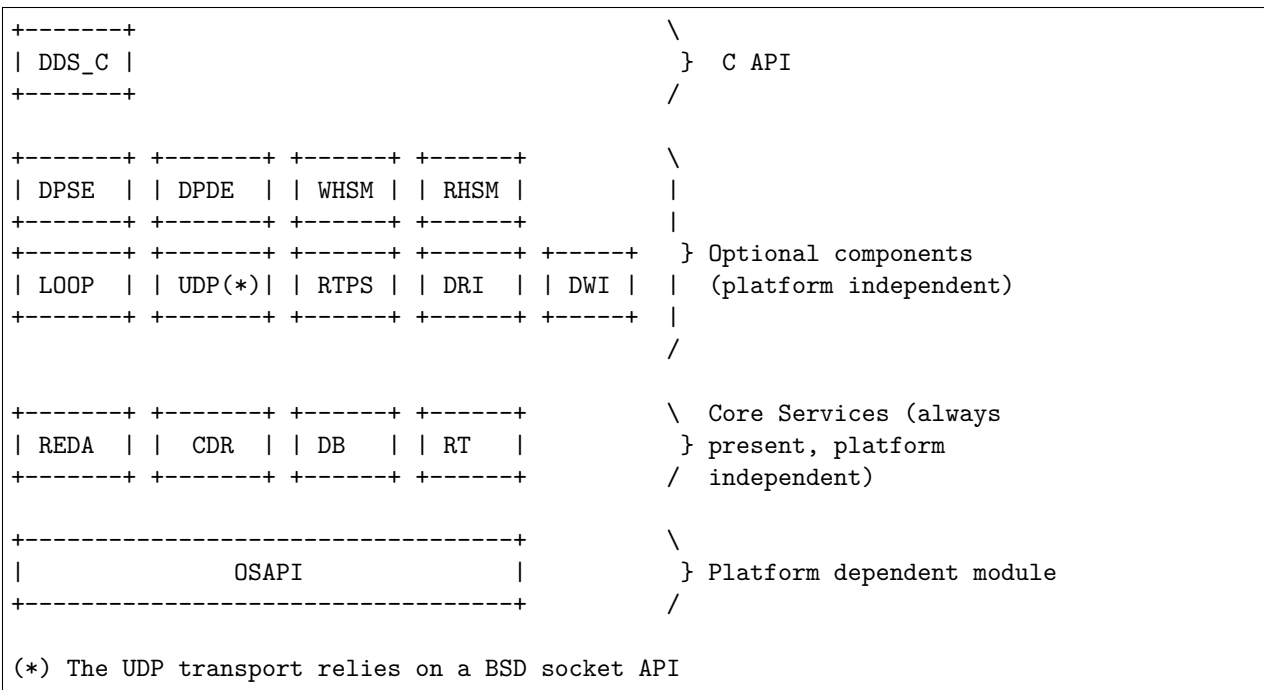 +-------+                                      \
| DDS_C |                                       }  C API
+-------+                                      /
+-------+ +-------+ +------+ +------+          \
| DPSE  | | DPDE  | | WHSM | | RHSM |          |
+-------+ +-------+ +------+ +------+          |
+-------+ +-------+ +------+ +------+ +-----+   } Optional components
| LOOP  | | UDP(*)| | RTPS | | DRI  | | DWI |  |  (platform independent)
+-------+ +-------+ +------+ +------+ +-----+  |
                                               /
+-------+ +-------+ +------+ +------+          \  Core Services (always
| REDA  | |  CDR  | | DB   | | RT   |           } present, platform
+-------+ +-------+ +------+ +------+          /  independent)
+-----------------------------------+          \
|               OSAPI               |           } Platform dependent module
+-----------------------------------+          /
(*) The UDP transport relies on a BSD socket API